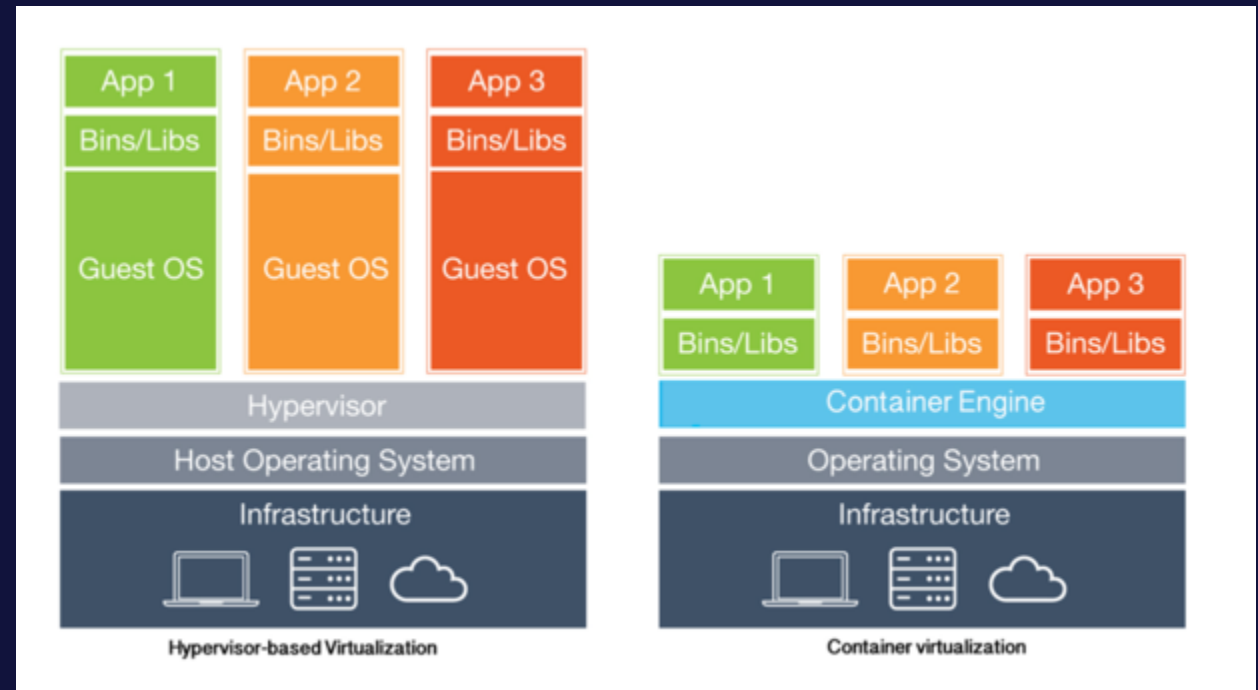 App 1
App 2
App 3
Bins/Libs
Bins/Libs
Bins/Libs
Guest OS
Guest OS
Guest OS
Hypervisor
Host Operating System
Infrastructure
Hypervisor-based Virtualization
App 1
App 2
App 3
Bins/Libs
Bins/Libs
Bins/Libs
Container Engine
Operating System
Infrastructure
Container virtualization